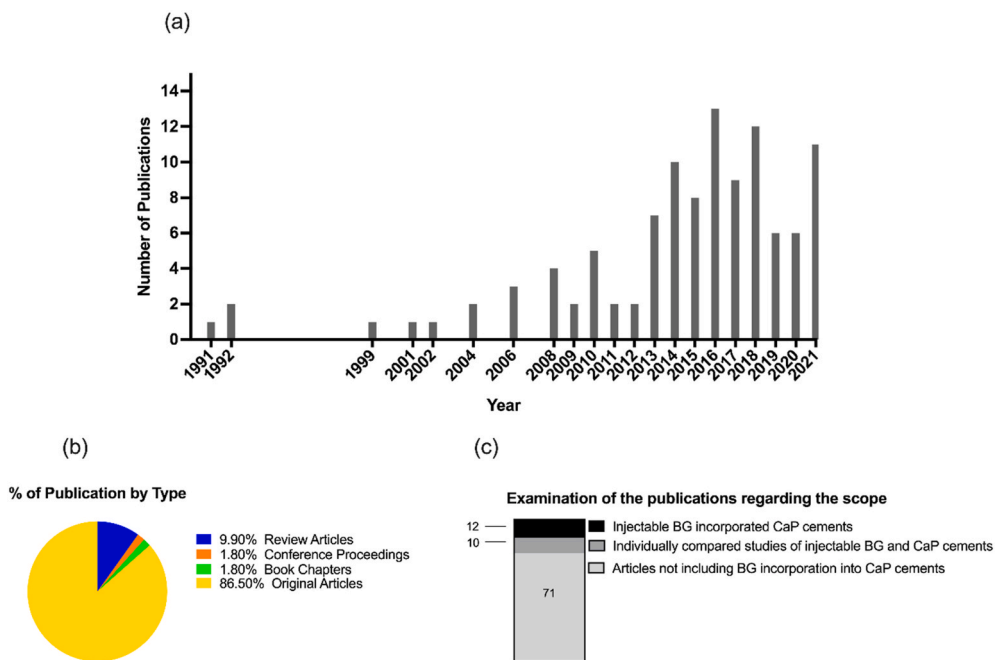 (a)
Number of Publications
14
12
10
8
6
4
2
0
1991
1992
1999
2001
2002
2004
2006
2008
2009
2010
2011
2012
2013
2014
2015
2016
2017
2018
2019
2020
2021
Year
(b)
% of Publication by Type
9.90% Review Articles
1.80% Conference Proceedings
1.80% Book Chapters
86.50% Original Articles
(c)
Examination of the publications regarding the scope
12
Injectable BG incorporated CaP cements
10
Individually compared studies of injectable BG and CaP cements
Articles not including BG incorporation into CaP cements
71